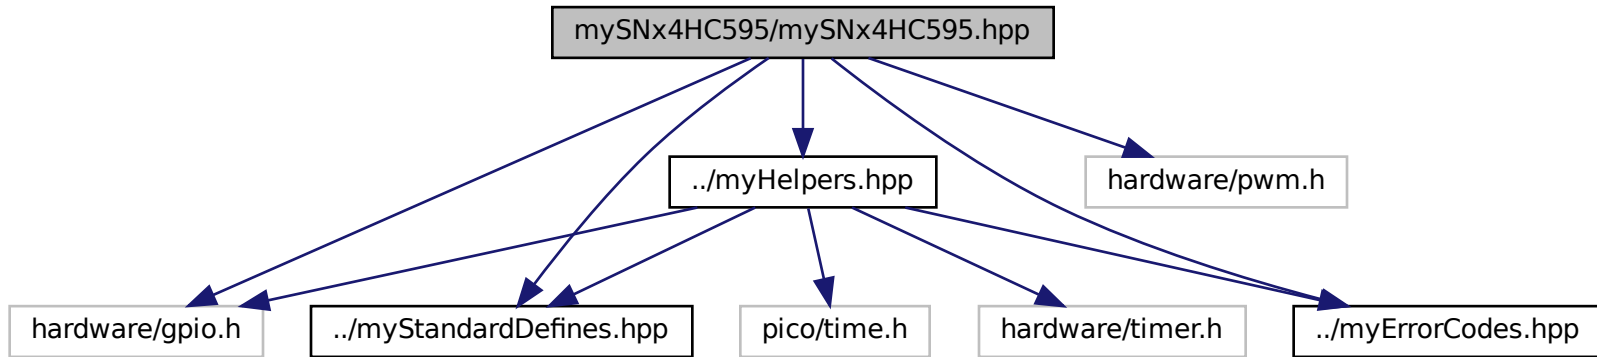 mySNx4HC595/mySNx4HC595.hpp
../myHelpers.hpp
hardware/pwm.h
hardware/gpio.h
../myStandardDefines.hpp
pico/time.h
hardware/timer.h
../myErrorCodes.hpp